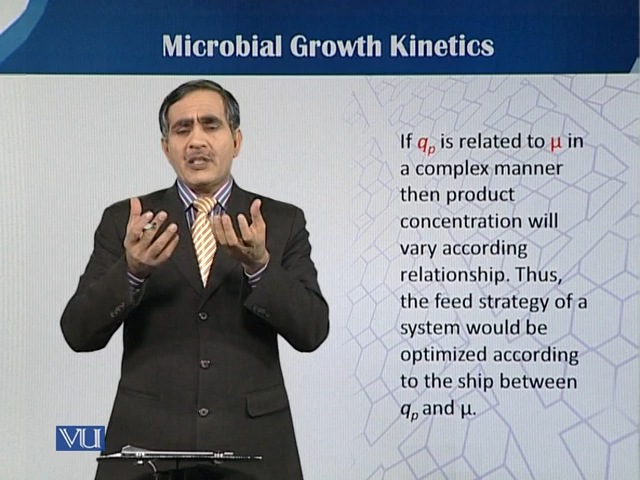 Microbial Growth Kinetics
If qp is related to µ in
a complex manner
then product
concentration will
vary according
relationship. Thus,
the feed strategy of a
system would be
optimized according
to the ship between
qp and µ.
VU